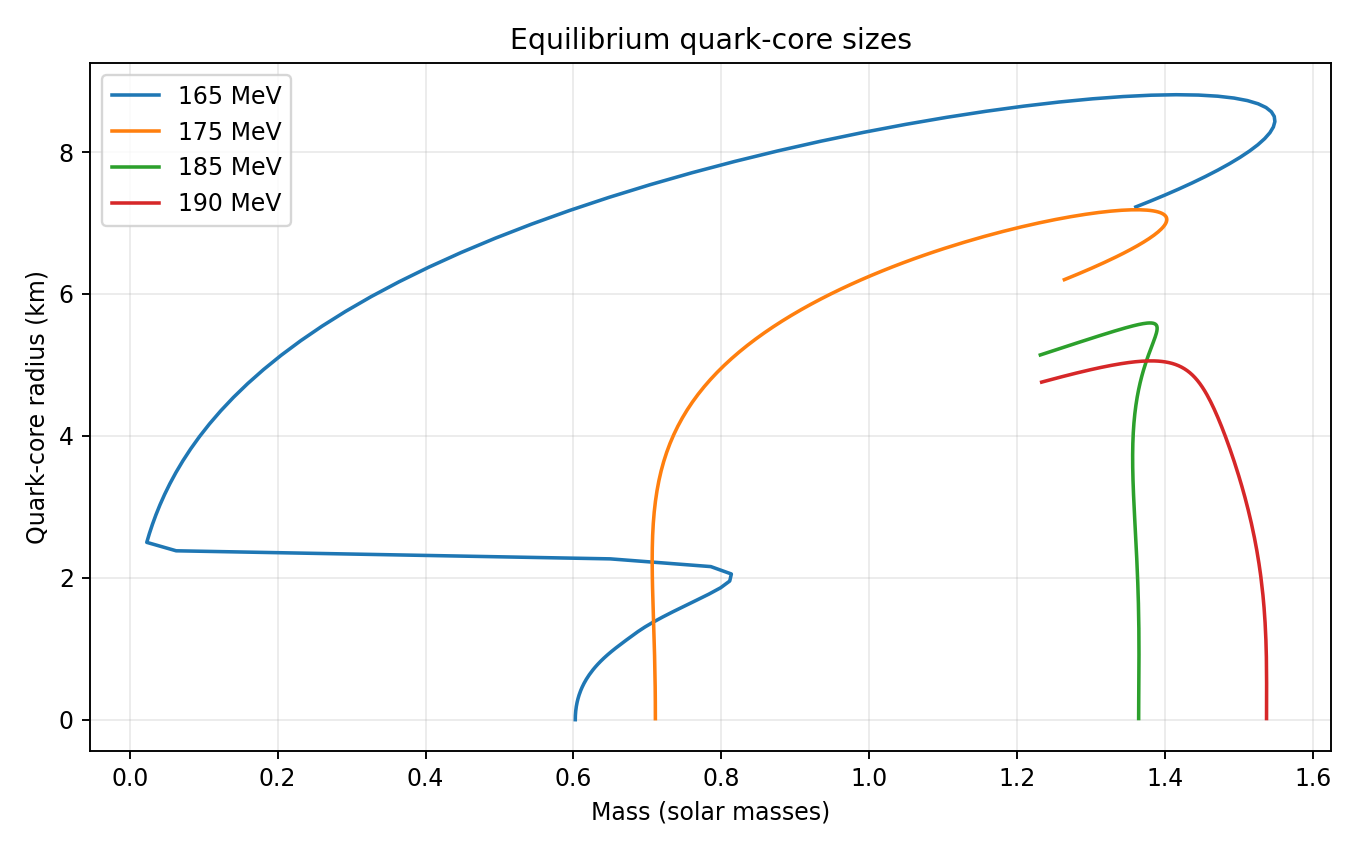 Equilibrium quark-core sizes
165 MeV
175 MeV
185 MeV
190 MeV
Quark-core radius (km)
8
6
4
2
0
0.0 0.2 0.4 0.6 0.8 1.0 1.2 1.4 1.6
Mass (solar masses)